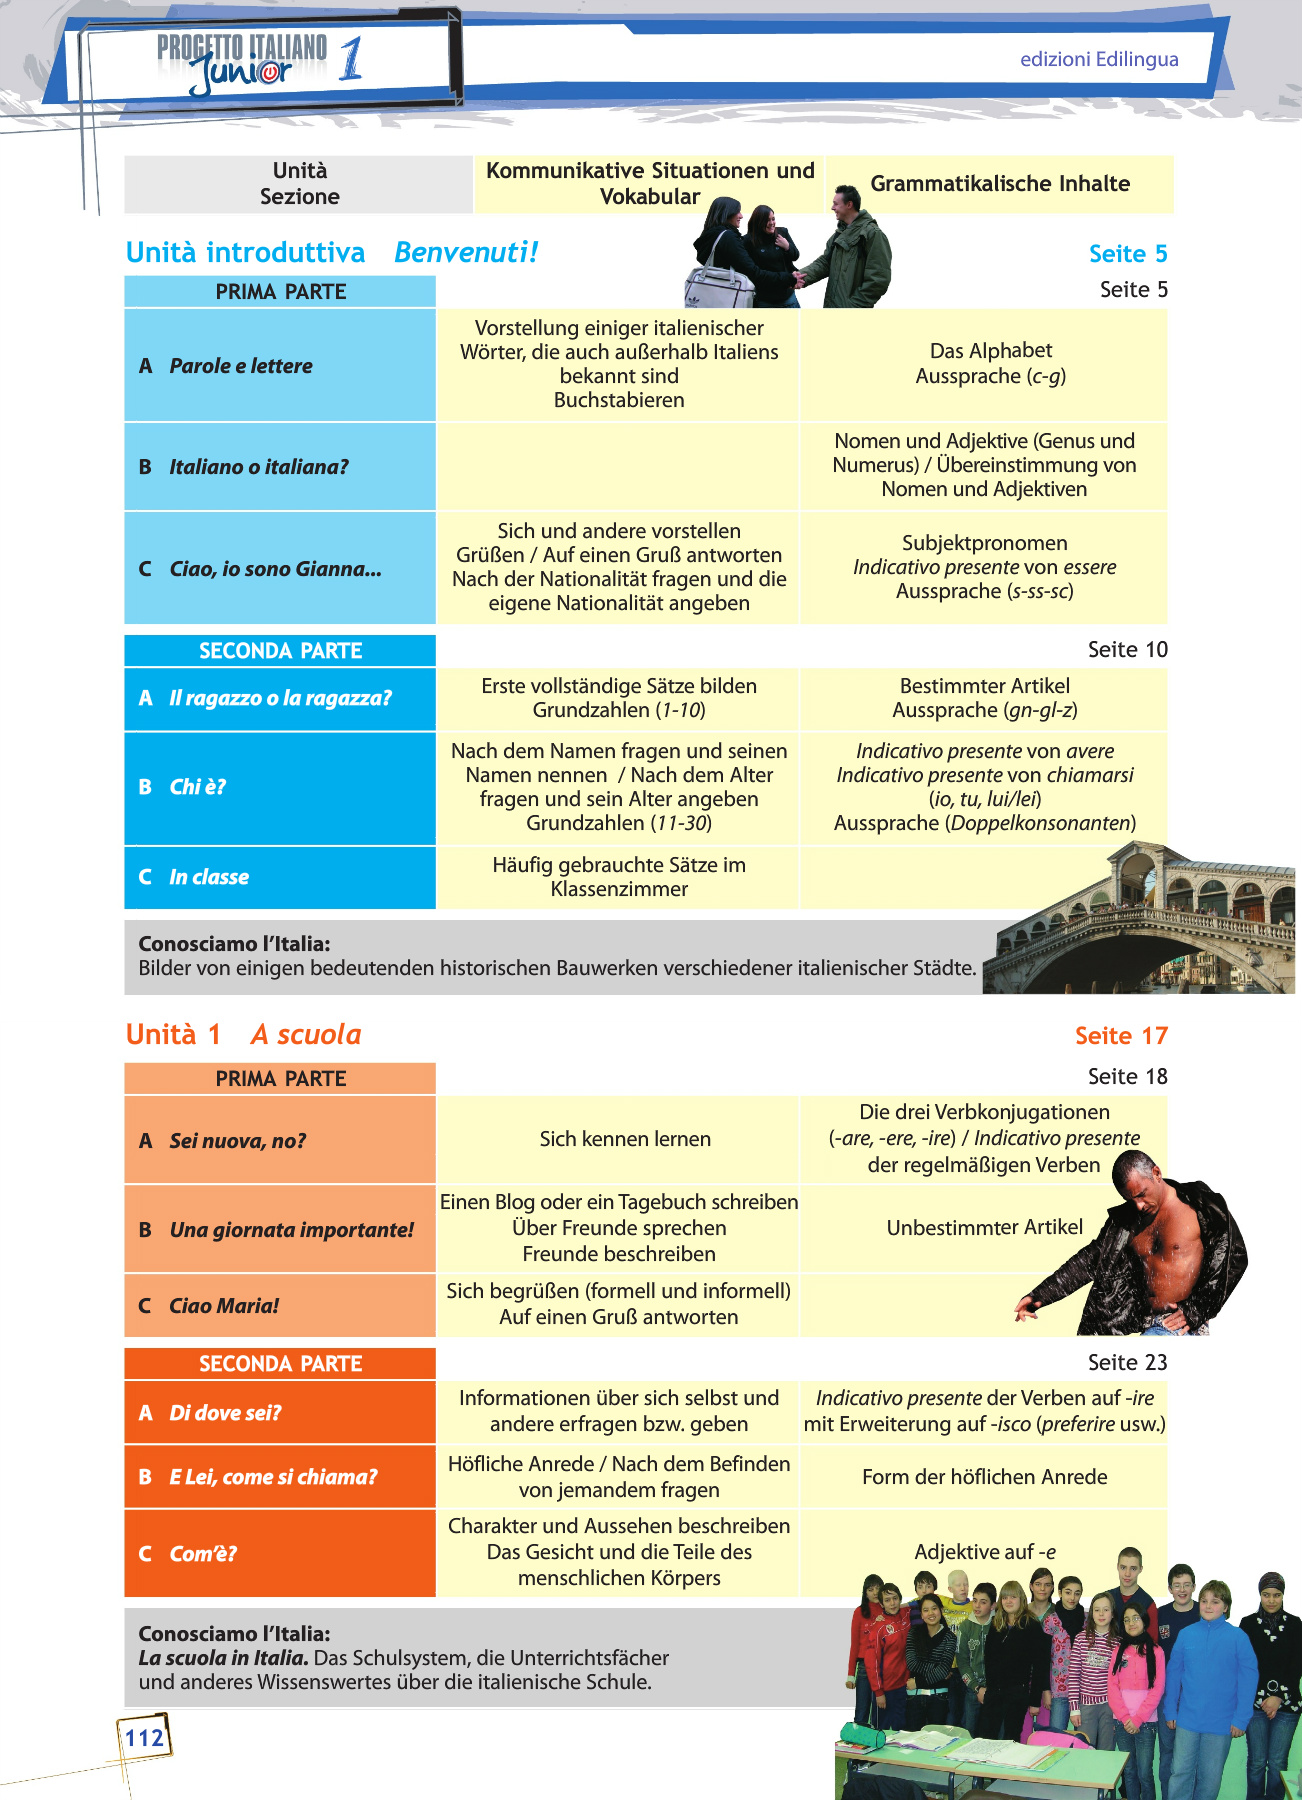 PROGETTO ITALIANO
Junior 1
edizioni Edilingua
Unità
Sezione
Kommunikative Situationen und
Vokabular
Grammatikalische Inhalte
Unità introduttiva Benvenuti!
Seite 5
PRIMA PARTE
Seite 5
A Parole e lettere
Vorstellung einiger italienischer
Wörter, die auch außerhalb Italiens
bekannt sind
Buchstabieren
Das Alphabet
Aussprache (c-g)
B Italiano o italiana?
Nomen und Adjektive (Genus und
Numerus) / Übereinstimmung von
Nomen und Adjektiven
C Ciao, io sono Gianna...
Sich und andere vorstellen
Grüßen / Auf einen Gruß antworten
Nach der Nationalität fragen und die
eigene Nationalität angeben
Subjektpronomen
Indicativo presente von essere
Aussprache (s-ss-sc)
SECONDA PARTE
Seite 10
A Il ragazzo o la ragazza?
Erste vollständige Sätze bilden
Grundzahlen (1-10)
Bestimmter Artikel
Aussprache (gn-gl-z)
B Chi è?
Nach dem Namen fragen und seinen
Namen nennen / Nach dem Alter
fragen und sein Alter angeben
Grundzahlen (11-30)
Indicativo presente von avere
Indicativo presente von chiamarsi
(io, tu, lui/lei)
Aussprache (Doppelkonsonanten)
C In classe
Häufig gebrauchte Sätze im
Klassenzimmer
Conosciamo l'Italia:
Bilder von einigen bedeutenden historischen Bauwerken verschiedener italienischer Städte.
Unità 1 A scuola
Seite 17
PRIMA PARTE
Seite 18
A Sei nuova, no?
Sich kennen lernen
Die drei Verbkonjugationen
(-are, -ere, -ire) / Indicativo presente
der regelmäßigen Verben
B Una giornata importante!
Einen Blog oder ein Tagebuch schreiben
Über Freunde sprechen
Freunde beschreiben
Unbestimmter Artikel
C Ciao Maria!
Sich begrüßen (formell und informell)
Auf einen Gruß antworten
SECONDA PARTE
Seite 23
A Di dove sei?
Informationen über sich selbst und
andere erfragen bzw. geben
Indicativo presente der Verben auf -ire
mit Erweiterung auf -isco (preferire usw.)
B E Lei, come si chiama?
Höfliche Anrede / Nach dem Befinden
von jemandem fragen
Form der höflichen Anrede
C Com'è?
Charakter und Aussehen beschreiben
Das Gesicht und die Teile des
menschlichen Körpers
Adjektive auf -e
Conosciamo l'Italia:
La scuola in Italia. Das Schulsystem, die Unterrichtsfächer
und anderes Wissenswertes über die italienische Schule.
112